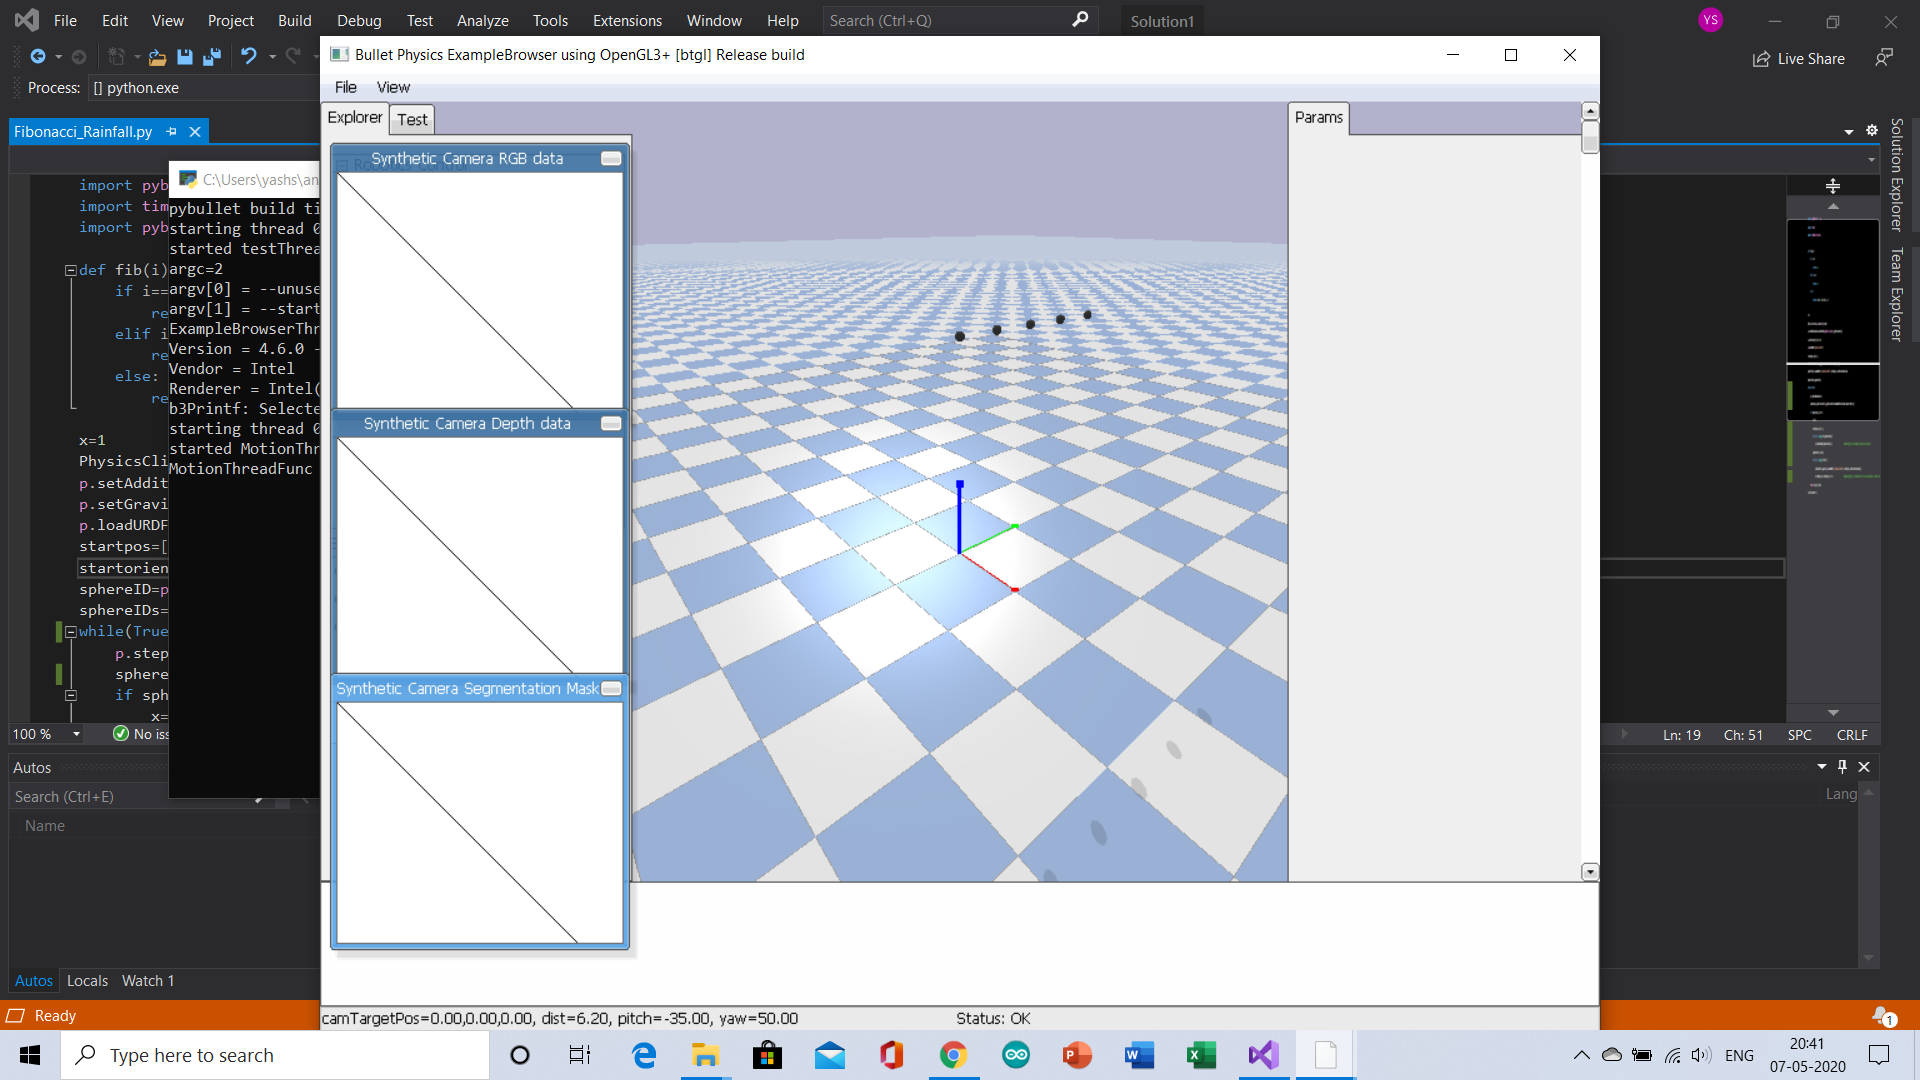 File Edit View Project Build Debug Test Analyze Tools Extensions Window Help Search (Ctrl+Q) Solution1 YS
Live Share
Process: [] python.exe
Fibonacci_Rainfall.py
import pyb
import tim
import pyb
def fib(i)
if i==
re
elif i
re
else:
re
x=1
PhysicsCli
p.setAddit
p.setGravi
p.loadURDF
startpos=[
startorien
sphereID=p
sphereIDs=
while(True
p.step
sphere
if sph
x=
100 % No iss
C:\Users\yashs\an
pybullet build ti
starting thread 0
started testThrea
argc=2
argv[0] = --unuse
argv[1] = --start
ExampleBrowserThr
Version = 4.6.0 -
Vendor = Intel
Renderer = Intel(
b3Printf: Selecte
starting thread 0
started MotionThr
MotionThreadFunc
Bullet Physics ExampleBrowser using OpenGL3+ [btgl] Release build
File View
Explorer Test
Params
Synthetic Camera RGB data
Synthetic Camera Depth data
Synthetic Camera Segmentation Mask
camTargetPos=0.00,0.00,0.00, dist=6.20, pitch=-35.00, yaw=50.00 Status: OK
Solution Explorer
Team Explorer
Ln: 19 Ch: 51 SPC CRLF
Autos
Search (Ctrl+E)
Name
Lang
Autos Locals Watch 1
Ready
1
Type here to search
ENG
20:41
07-05-2020